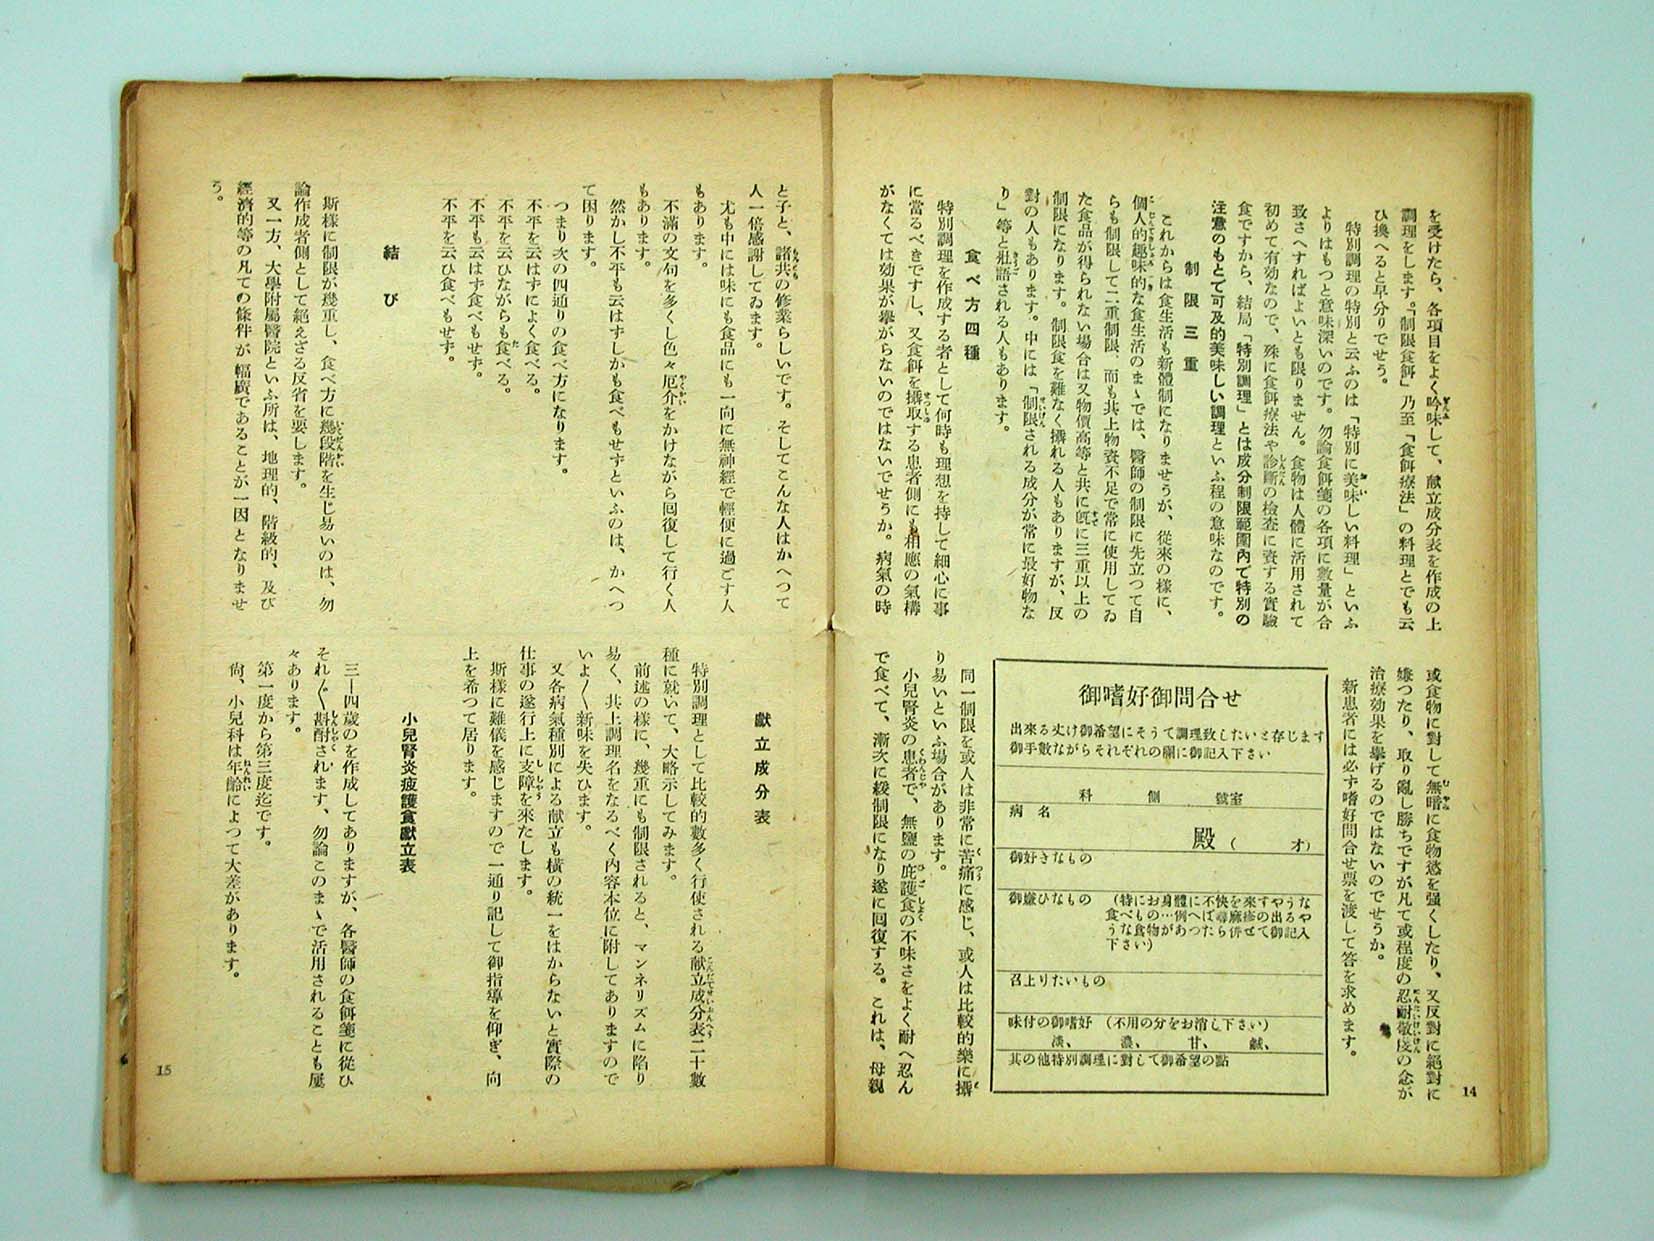 を受けたら、各項目をよく吟味して、献立成分表を作成の上
調理をします。「制限食餌」乃至「食餌療法」の料理とでも云
ひ換へると早分りでせう。
特別調理の特別と云ふのは「特別に美味しい料理」といふ
よりはもつと意味深いのです。勿論食餌箋の各項に數量が合
致さへすればよいとも限りません。食物は人體に活用されて
初めて有効なので、殊に食餌療法や診斷の檢査に資する實驗
食ですから、結局「特別調理」とは成分制限範圍內で特別の
注意のもとで可及的美味しい調理といふ程の意味なのです。
制限三重
これからは食生活も新體制になりませうが、從來の樣に、
個人的趣味的な食生活のまゝでは、醫師の制限に先立つて自
らも制限して二重制限、而も共上物資不足で常に使用してゐ
た食品が得られない場合は又物價高等と共に旣に三重以上の
制限になります。制限食を難なく攝れる人もありますが、反
對の人もあります。中には「制限される成分が常に最好物な
り」等と咀語される人もあります。
食べ方四種
特別調理を作成する者として何時も理想を持して細心に事
に當るべきですし、又食餌を攝取する患者側にも相應の氣構
がなくては効果が擧がらないのではないでせうか。病氣の時
或食物に對して無暗に食物慾を强くしたり、又反對に絕對に
嫌つたり、取り亂し勝ちですが凡て或程度の忍耐敬虔の念が
治療効果を擧げるのではないのでせうか。
新患者には必ず嗜好問合せ票を渡して答を求めます。
御嗜好御問合せ
出來る丈け御希望にそうて調理致したいと存じます
御手數ながらそれぞれの欄に御記入下さい
科 側 號室
病名
殿( 才)
御好きなもの
御嫌ひなもの (特にお身體に不快を來すやうな
食べもの…例へば蕁麻疹の出るや
うな食物があつたら併せて御記入
下さい)
召上りたいもの
味付の御嗜好 (不用の分をお消し下さい)
淡、 濃、 甘、 鹹、
其の他特別調理に對して御希望の點
同一制限を或人は非常に苦痛に感じ、或人は比較的樂に攝
り易いといふ場合があります。
小兒腎炎の患者で、無鹽の庇護食の不味さをよく耐へ忍ん
で食べて、漸次に緩制限になり遂に回復する。これは、母親
14
と子と、諸共の修業らしいです。そしてこんな人はかへつて
人一倍感謝してゐます。
尤も中には味にも食品にも一向に無神經で輕便に過ごす人
もあります。
不滿の文句を多くし色々厄介をかけながら回復して行く人
もあります。
然かし不平も云はずしかも食べもせずといふのは、かへつ
て困ります。
つまり次の四通りの食べ方になります。
不平を云はずによく食べる。
不平を云ひながらも食べる。
不平も云はず食べもせず。
不平を云ひ食べもせず。
結び
斯樣に制限が幾重し、食べ方に幾段階を生じ易いのは、勿
論作成者側として絕えざる反省を要します。
又一方、大學附屬醫院といふ所は、地理的、階級的、及び
經濟的等の凡ての條件が幅廣であることが一因となりませ
う。
獻立成分表
特別調理として比較的數多く行使される献立成分表二十數
種に就いて、大略示してみます。
前述の樣に、幾重にも制限されると、マンネリズムに陷り
易く、共上調理名をなるべく內容本位に附してありますので
いよ〱新味を失ひます。
又各病氣種別による献立も橫の統一をはからないと實際の
仕事の遂行上に支障を來たします。
斯樣に難儀を感じますので一通り記して御指導を仰ぎ、向
上を希つて居ります。
小兒腎炎疲護食獻立表
三―四歲のを作成してありますが、各醫師の食餌箋に從ひ
それ〲斟酌されます、勿論このまゝで活用されることも屢
々あります。
第一度から第三度迄です。
尙、小兒科は年齡によつて大差があります。
15